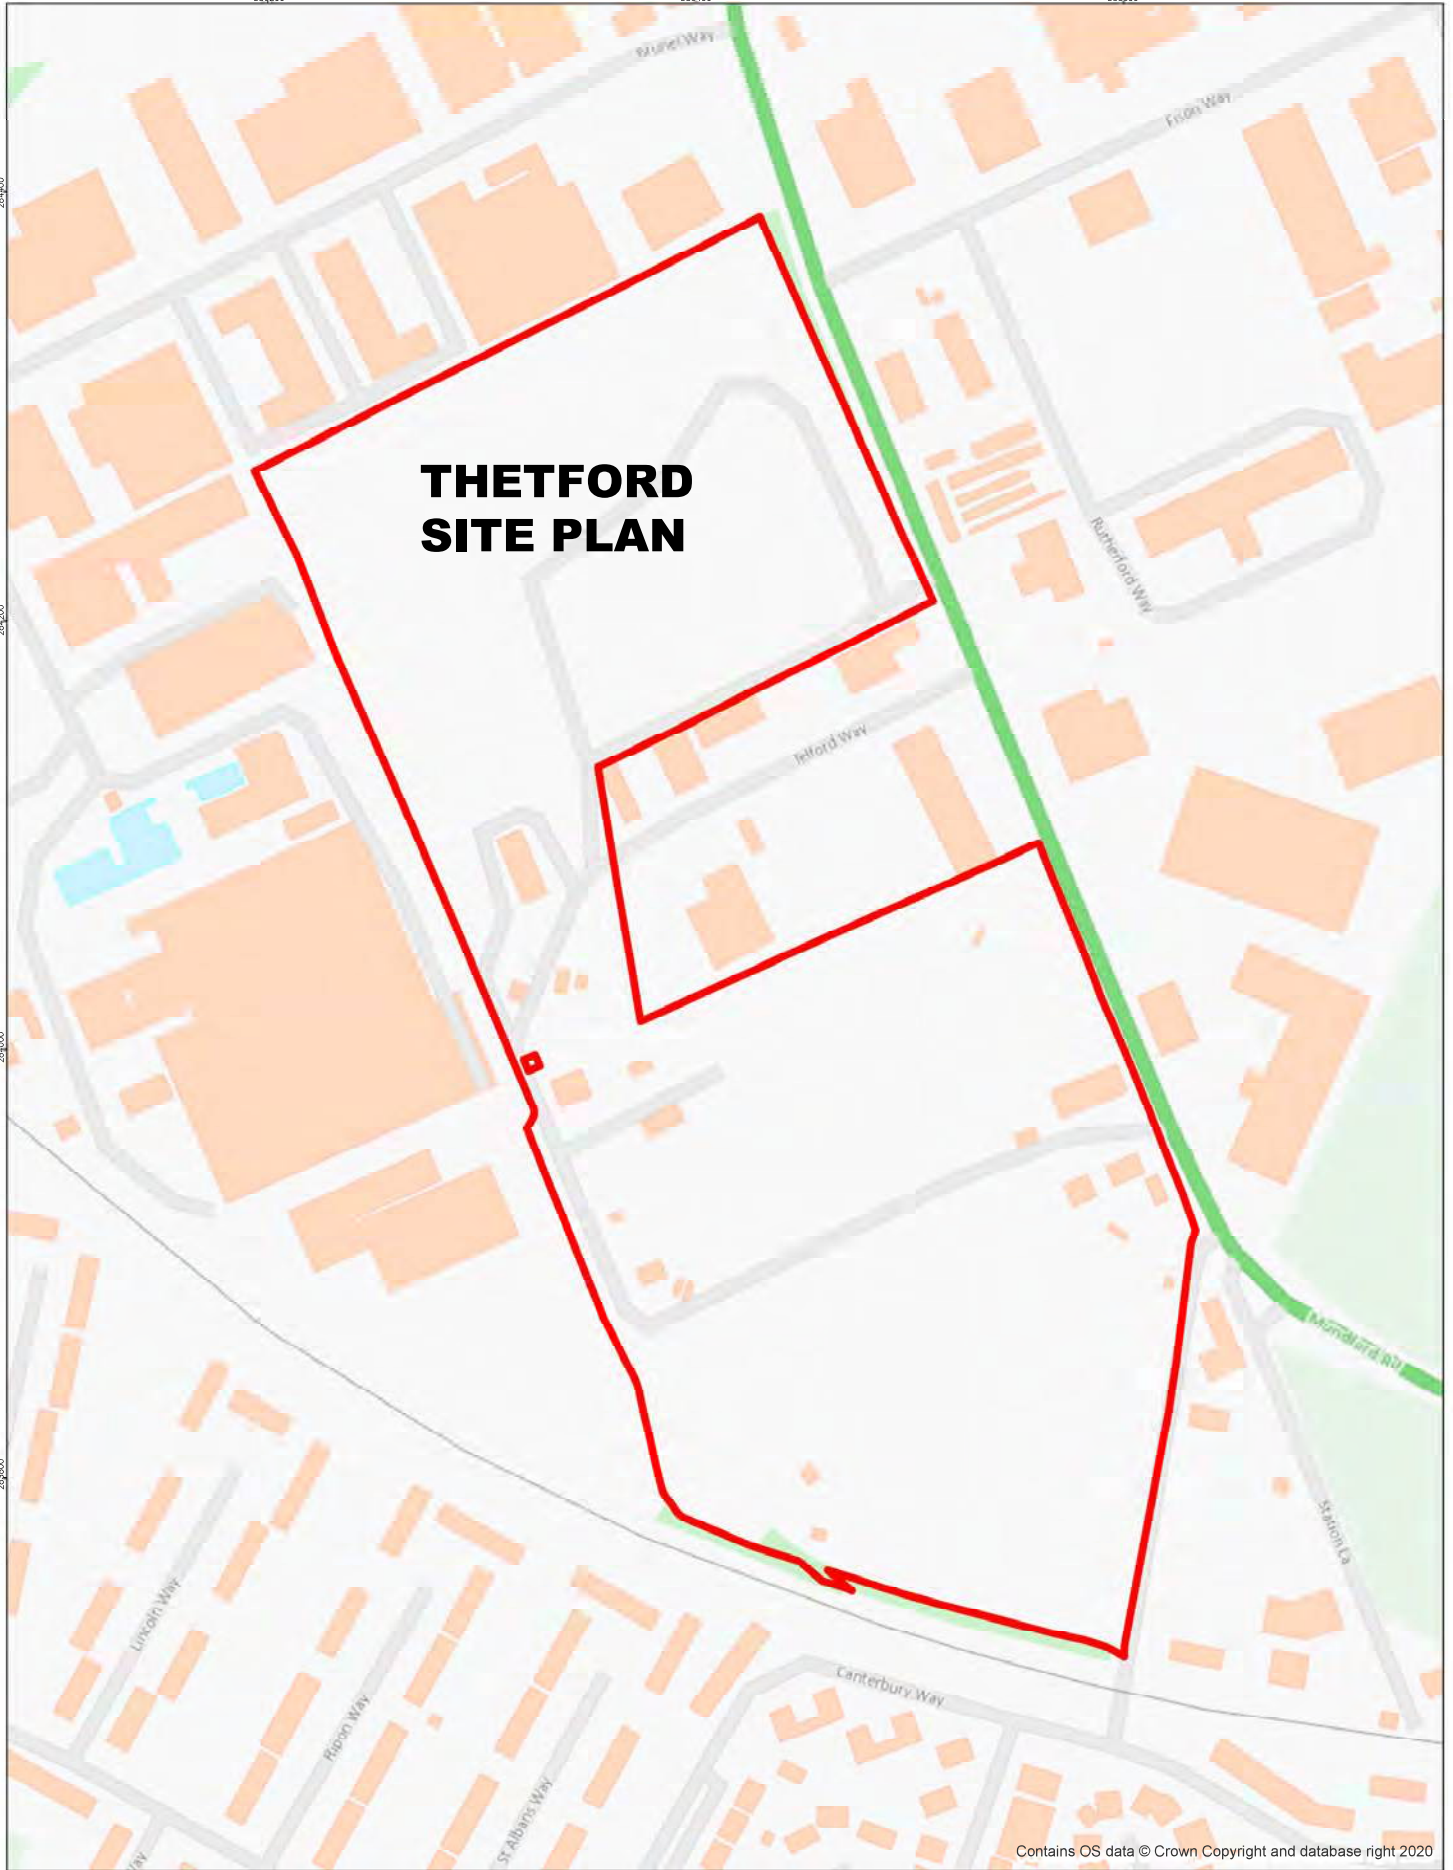 Brunel Way
Fison Way
THETFORD
SITE PLAN
Rutherford Way
Telford Way
Mundford Rd
Station La
Lincoln Way
Canterbury Way
Ripon Way
St Albans Way
Way
Contains OS data © Crown Copyright and database right 2020